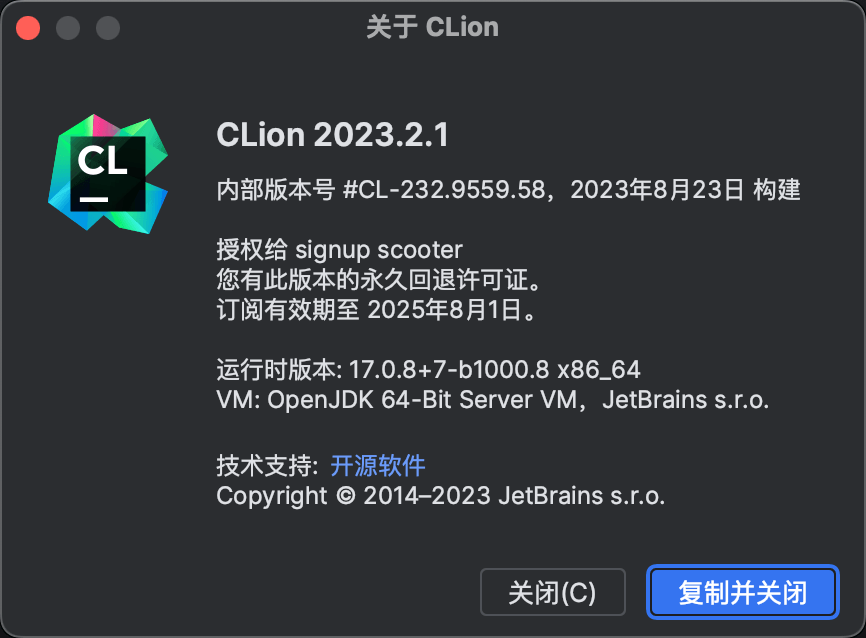 关于 CLion
CL
CLion 2023.2.1
内部版本号 #CL-232.9559.58，2023年8月23日 构建
授权给 signup scooter
您有此版本的永久回退许可证。
订阅有效期至 2025年8月1日。
运行时版本: 17.0.8+7-b1000.8 x86_64
VM: OpenJDK 64-Bit Server VM，JetBrains s.r.o.
技术支持: 开源软件
Copyright © 2014–2023 JetBrains s.r.o.
关闭(C)
复制并关闭